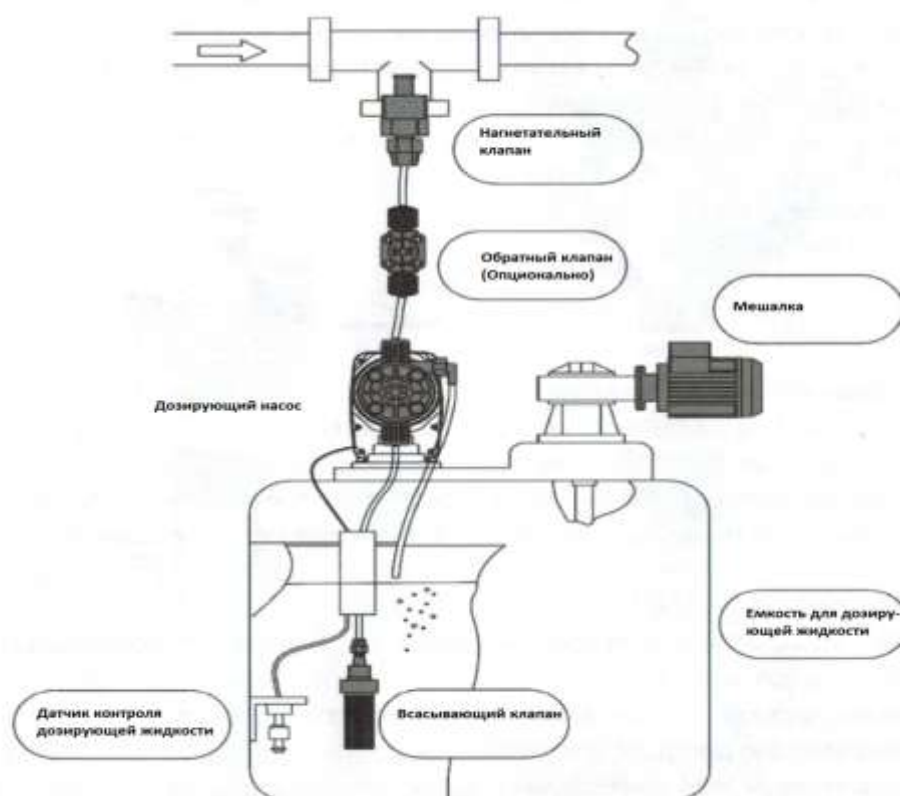 Нагнетательный
клапан
Обратный клапан
(Опционально)
Мешалка
Дозирующий насос
Емкость для дозиру-
ющей жидкости
Датчик контроля
дозирующей жидкости
Всасывающий клапан